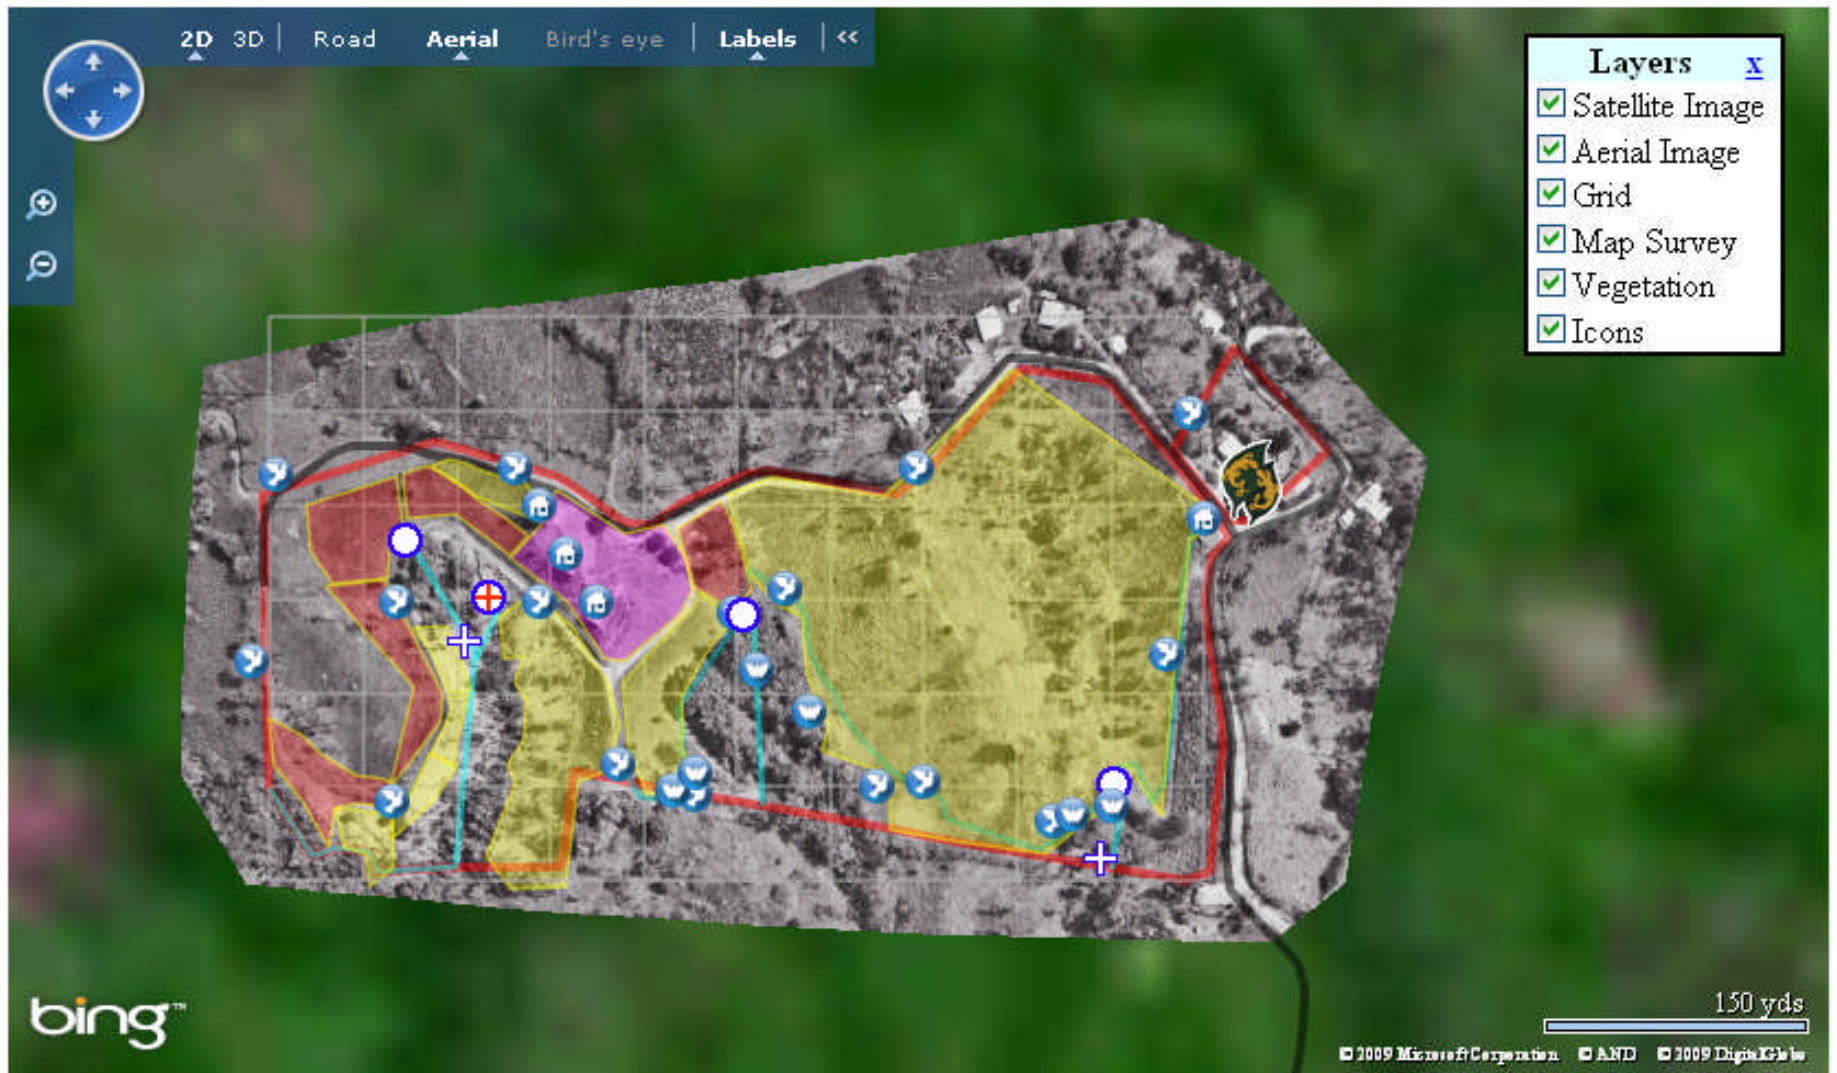 2D 3D | Road Aerial Bird's eye | Labels | <<
Layers x
Satellite Image
Aerial Image
Grid
Map Survey
Vegetation
Icons
bing™
150 yds
© 2009 Microsoft Corporation © AND © 2009 DigitalGlobe